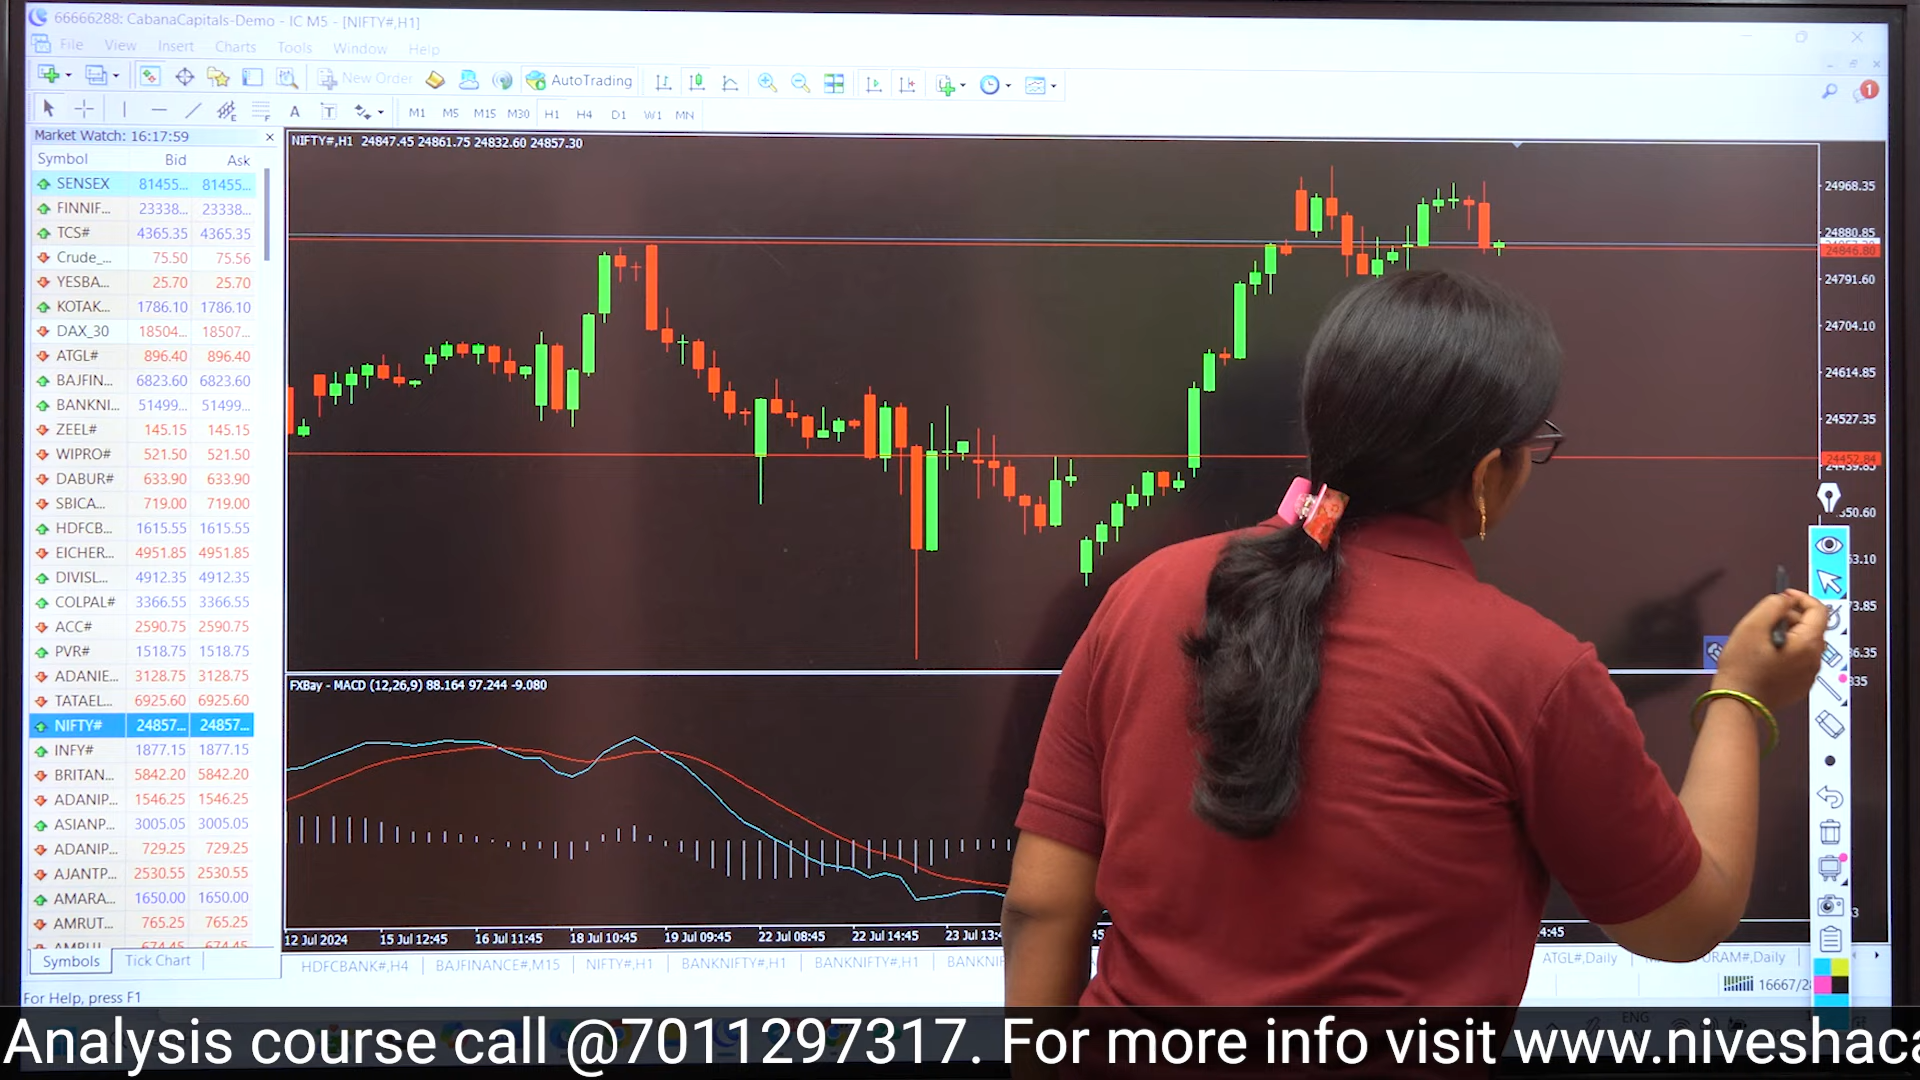 66666288: CabanaCapitals-Demo - IC M5 - [NIFTY#,H1]
File View Insert Charts Tools Window Help
New Order AutoTrading
M1 M5 M15 M30 H1 H4 D1 W1 MN
1
Market Watch: 16:17:59
Symbol Bid Ask
SENSEX 81455... 81455...
FINNIF... 23338... 23338...
TCS# 4365.35 4365.35
Crude_... 75.50 75.56
YESBA... 25.70 25.70
KOTAK... 1786.10 1786.10
DAX_30 18504... 18507...
ATGL# 896.40 896.40
BAJFIN... 6823.60 6823.60
BANKNI... 51499... 51499...
ZEEL# 145.15 145.15
WIPRO# 521.50 521.50
DABUR# 633.90 633.90
SBICA... 719.00 719.00
HDFCB... 1615.55 1615.55
EICHER... 4951.85 4951.85
DIVISL... 4912.35 4912.35
COLPAL# 3366.55 3366.55
ACC# 2590.75 2590.75
PVR# 1518.75 1518.75
ADANIE... 3128.75 3128.75
TATAEL... 6925.60 6925.60
NIFTY# 24857... 24857...
INFY# 1877.15 1877.15
BRITAN... 5842.20 5842.20
ADANIP... 1546.25 1546.25
ASIANP... 3005.05 3005.05
ADANIP... 729.25 729.25
AJANTP... 2530.55 2530.55
AMARA... 1650.00 1650.00
AMRUT... 765.25 765.25
Symbols Tick Chart
For Help, press F1
NIFTY#,H1 24847.45 24861.75 24832.60 24857.30
24968.35
24880.85
24846.80
24791.60
24704.10
24614.85
24527.35
24452.84
FXBay - MACD (12,26,9) 88.164 97.244 -9.080
12 Jul 2024 15 Jul 12:45 16 Jul 11:45 18 Jul 10:45 19 Jul 09:45 22 Jul 08:45 22 Jul 14:45
HDFCBANK#,H4 BAJFINANCE#,M15 NIFTY#,H1 BANKNIFTY#,H1 BANKNIFTY#,H1 ATGL#,Daily
ENG
Analysis course call @7011297317. For more info visit www.niveshaca